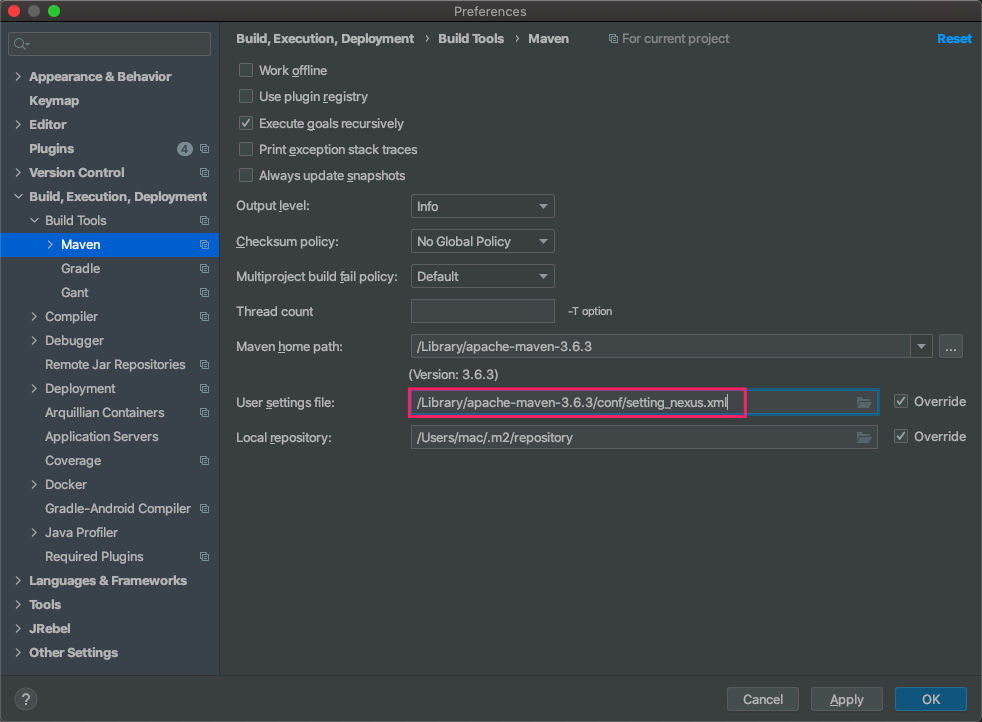 Preferences
Build, Execution, Deployment › Build Tools › Maven For current project Reset
Appearance & Behavior
Keymap
Editor
Plugins 4
Version Control
Build, Execution, Deployment
Build Tools
Maven
Gradle
Gant
Compiler
Debugger
Remote Jar Repositories
Deployment
Arquillian Containers
Application Servers
Coverage
Docker
Gradle-Android Compiler
Java Profiler
Required Plugins
Languages & Frameworks
Tools
JRebel
Other Settings
Work offline
Use plugin registry
Execute goals recursively
Print exception stack traces
Always update snapshots
Output level: Info
Checksum policy: No Global Policy
Multiproject build fail policy: Default
Thread count -T option
Maven home path: /Library/apache-maven-3.6.3 ...
(Version: 3.6.3)
User settings file: /Library/apache-maven-3.6.3/conf/setting_nexus.xml Override
Local repository: /Users/mac/.m2/repository Override
? Cancel Apply OK